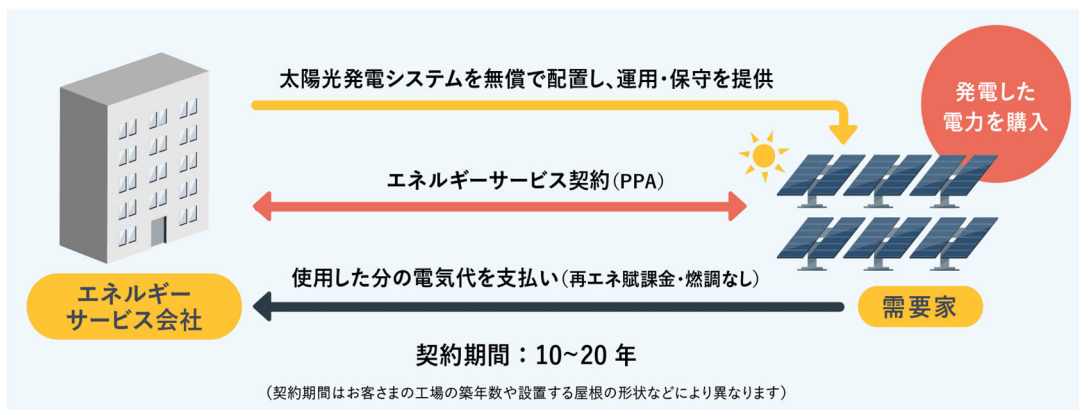 太陽光発電システムを無償で配置し、運用・保守を提供
発電した
電力を購入
エネルギーサービス契約(PPA)
使用した分の電気代を支払い(再エネ賦課金・燃調なし)
エネルギー
サービス会社
需要家
契約期間：10~20 年
(契約期間はお客さまの工場の築年数や設置する屋根の形状などにより異なります)